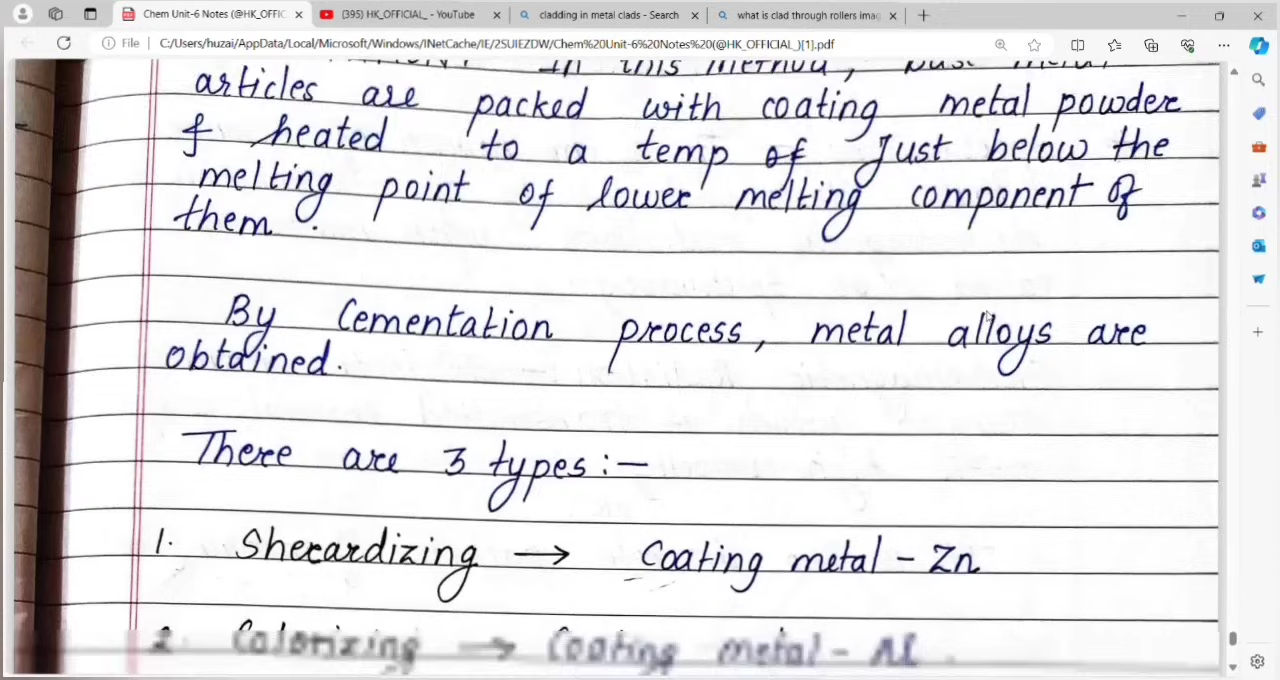 Chem Unit-6 Notes (@HK_OFFIC
(395) HK_OFFICIAL_ - YouTube
cladding in metal clads - Search
what is clad through rollers imag
File
C:/Users/huzai/AppData/Local/Microsoft/Windows/INetCache/IE/2SUIEZDW/Chem%20Unit-6%20Notes%20(@HK_OFFICIAL_)[1].pdf
In this method,
articles are packed with coating metal powder
& heated to a temp of Just below the
melting point of lower melting component of
them.
By Cementation process, metal alloys are
obtained.
There are 3 types:-
1. Sherardizing → Coating metal - Zn
2. Colorizing → Coating metal - Al.